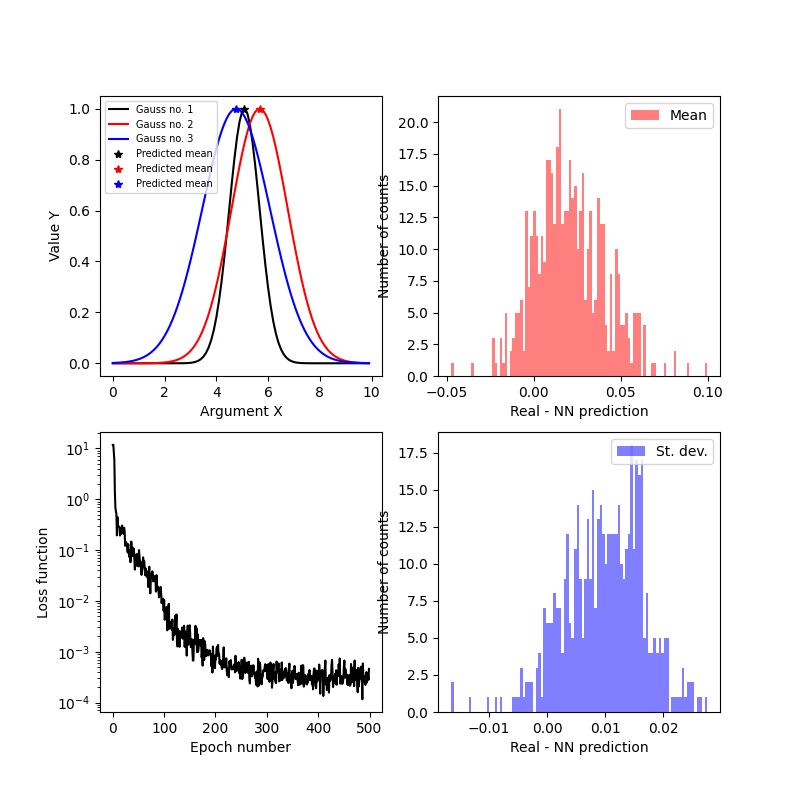 Gauss no. 1
Gauss no. 2
Gauss no. 3
Predicted mean
Predicted mean
Predicted mean
1.0
0.8
0.6
0.4
0.2
0.0
Value Y
0 2 4 6 8 10
Argument X
Mean
20.0
17.5
15.0
12.5
10.0
7.5
5.0
2.5
0.0
Number of counts
−0.05 0.00 0.05 0.10
Real - NN prediction
10¹
10⁰
10⁻¹
10⁻²
10⁻³
10⁻⁴
Loss function
0 100 200 300 400 500
Epoch number
St. dev.
17.5
15.0
12.5
10.0
7.5
5.0
2.5
0.0
Number of counts
−0.01 0.00 0.01 0.02
Real - NN prediction